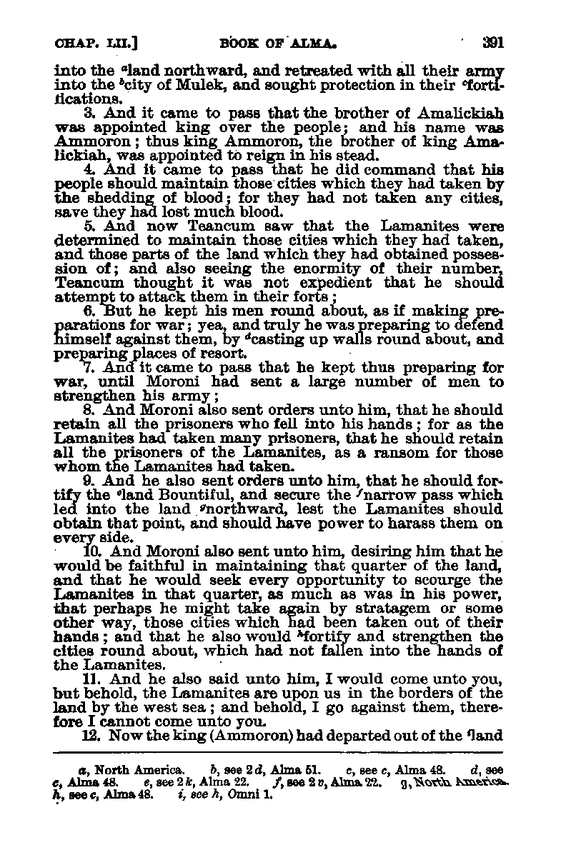 CHAP. LII.] BOOK OF ALMA. 391
into the ᵃland northward, and retreated with all their army
into the ᵇcity of Mulek, and sought protection in their ᶜforti-
fications.
3. And it came to pass that the brother of Amalickiah
was appointed king over the people; and his name was
Ammoron; thus king Ammoron, the brother of king Ama-
lickiah, was appointed to reign in his stead.
4. And it came to pass that he did command that his
people should maintain those cities which they had taken by
the shedding of blood; for they had not taken any cities,
save they had lost much blood.
5. And now Teancum saw that the Lamanites were
determined to maintain those cities which they had taken,
and those parts of the land which they had obtained posses-
sion of; and also seeing the enormity of their number,
Teancum thought it was not expedient that he should
attempt to attack them in their forts;
6. But he kept his men round about, as if making pre-
parations for war; yea, and truly he was preparing to defend
himself against them, by ᵈcasting up walls round about, and
preparing places of resort.
7. And it came to pass that he kept thus preparing for
war, until Moroni had sent a large number of men to
strengthen his army;
8. And Moroni also sent orders unto him, that he should
retain all the prisoners who fell into his hands; for as the
Lamanites had taken many prisoners, that he should retain
all the prisoners of the Lamanites, as a ransom for those
whom the Lamanites had taken.
9. And he also sent orders unto him, that he should for-
tify the ᵉland Bountiful, and secure the ᶠnarrow pass which
led into the land ᵍnorthward, lest the Lamanites should
obtain that point, and should have power to harass them on
every side.
10. And Moroni also sent unto him, desiring him that he
would be faithful in maintaining that quarter of the land,
and that he would seek every opportunity to scourge the
Lamanites in that quarter, as much as was in his power,
that perhaps he might take again by stratagem or some
other way, those cities which had been taken out of their
hands; and that he also would ʰfortify and strengthen the
cities round about, which had not fallen into the hands of
the Lamanites.
11. And he also said unto him, I would come unto you,
but behold, the Lamanites are upon us in the borders of the
land by the west sea; and behold, I go against them, there-
fore I cannot come unto you.
12. Now the king (Ammoron) had departed out of the ⁱland
a, North America. b, see 2 d, Alma 51. c, see c, Alma 48. d, see
c, Alma 48. e, see 2 k, Alma 22. f, see 2 v, Alma 22. g, North America.
h, see c, Alma 48. i, see h, Omni 1.